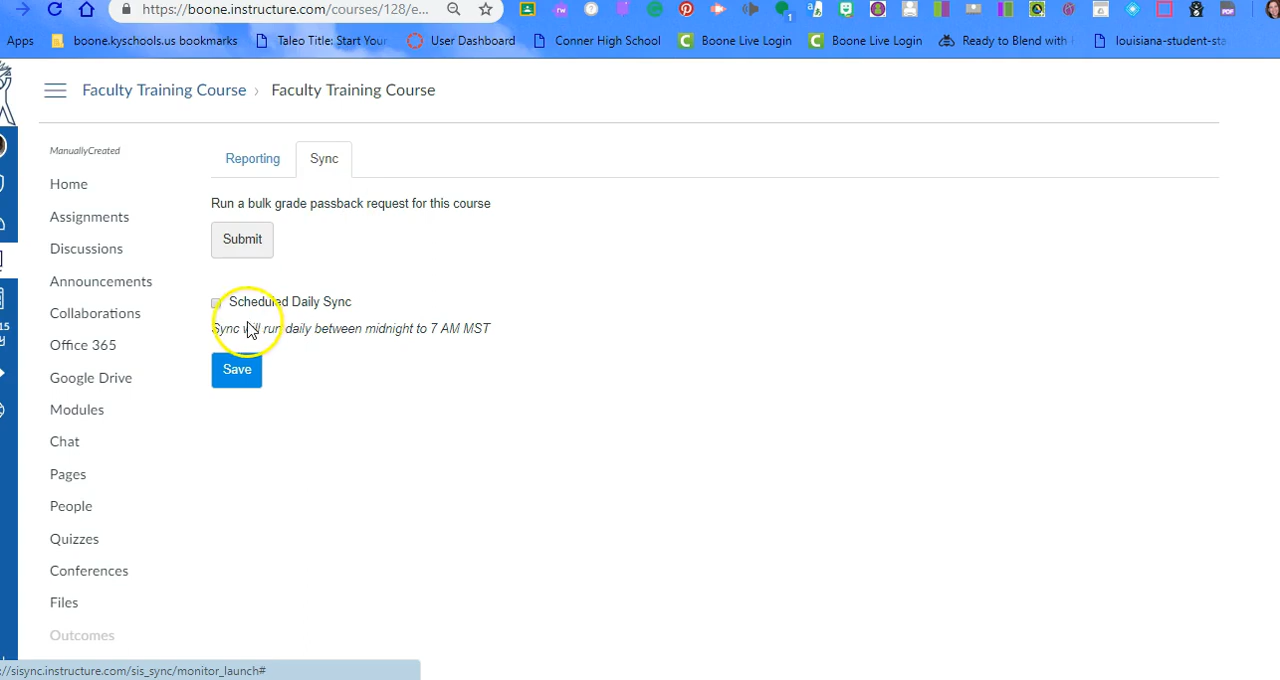 https://boone.instructure.com/courses/128/e...
Apps boone.kyschools.us bookmarks Taleo Title: Start Your User Dashboard Conner High School Boone Live Login Boone Live Login Ready to Blend with louisiana-student-sta
Faculty Training Course › Faculty Training Course
ManuallyCreated
Reporting Sync
Home
Assignments
Discussions
Announcements
Collaborations
Office 365
Google Drive
Modules
Chat
Pages
People
Quizzes
Conferences
Files
Outcomes
Run a bulk grade passback request for this course
Submit
Scheduled Daily Sync
Sync will run daily between midnight to 7 AM MST
Save
15
://sisync.instructure.com/sis_sync/monitor_launch#